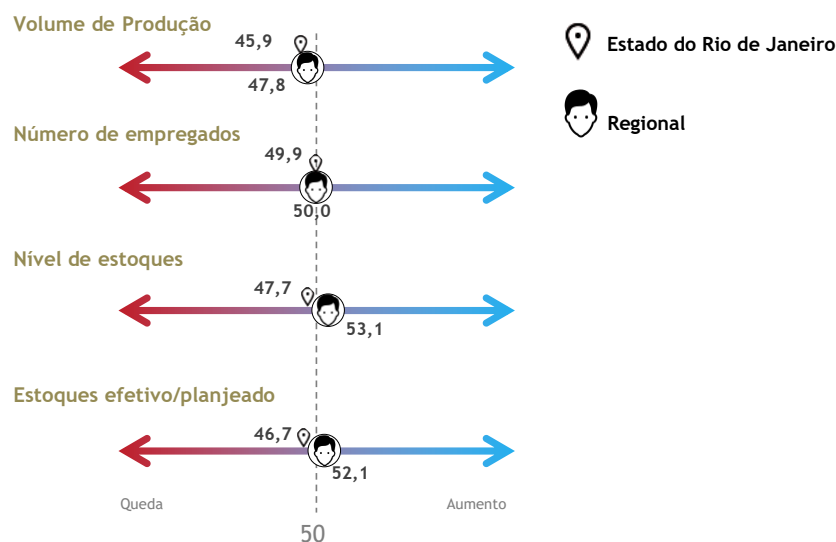 Volume de Produção
45,9
47,8
Estado do Rio de Janeiro
Regional
Número de empregados
49,9
50,0
Nível de estoques
47,7
53,1
Estoques efetivo/planjeado
46,7
52,1
Queda
Aumento
50